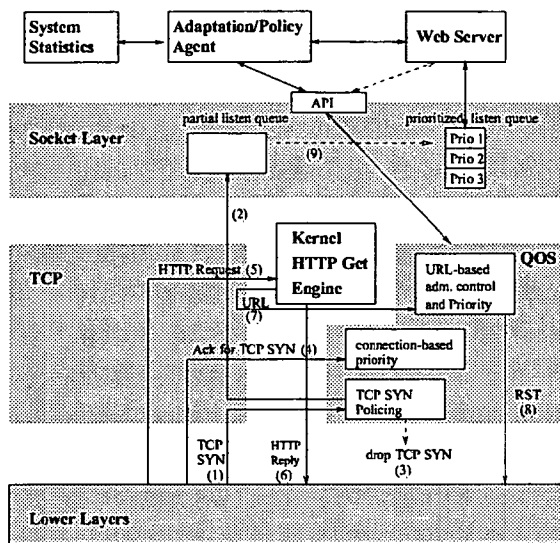 System
Statistics
Adaptation/Policy
Agent
Web Server
API
partial listen queue
prioritized listen queue
Socket Layer
Prio 1
Prio 2
Prio 3
(9)
(2)
Kernel
HTTP Get
Engine
TCP
HTTP Request (5)
QOS
URL-based
adm. control
and Priority
URL
(7)
Ack for TCP SYN (4)
connection-based
priority
TCP SYN
Policing
RST
(8)
TCP
SYN
(1)
HTTP
Reply
(6)
drop TCP SYN
(3)
Lower Layers